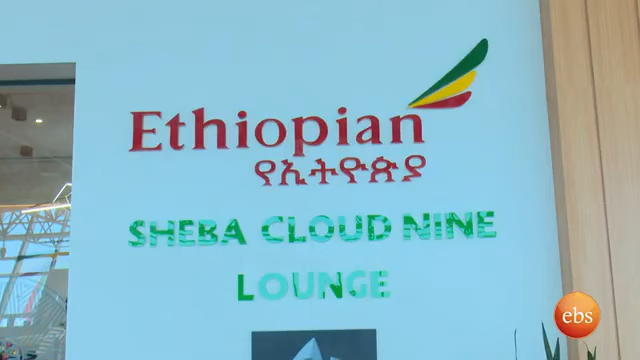 Ethiopian
የኢትዮጵያ
SHEBA CLOUD NINE
LOUNGE
ebs